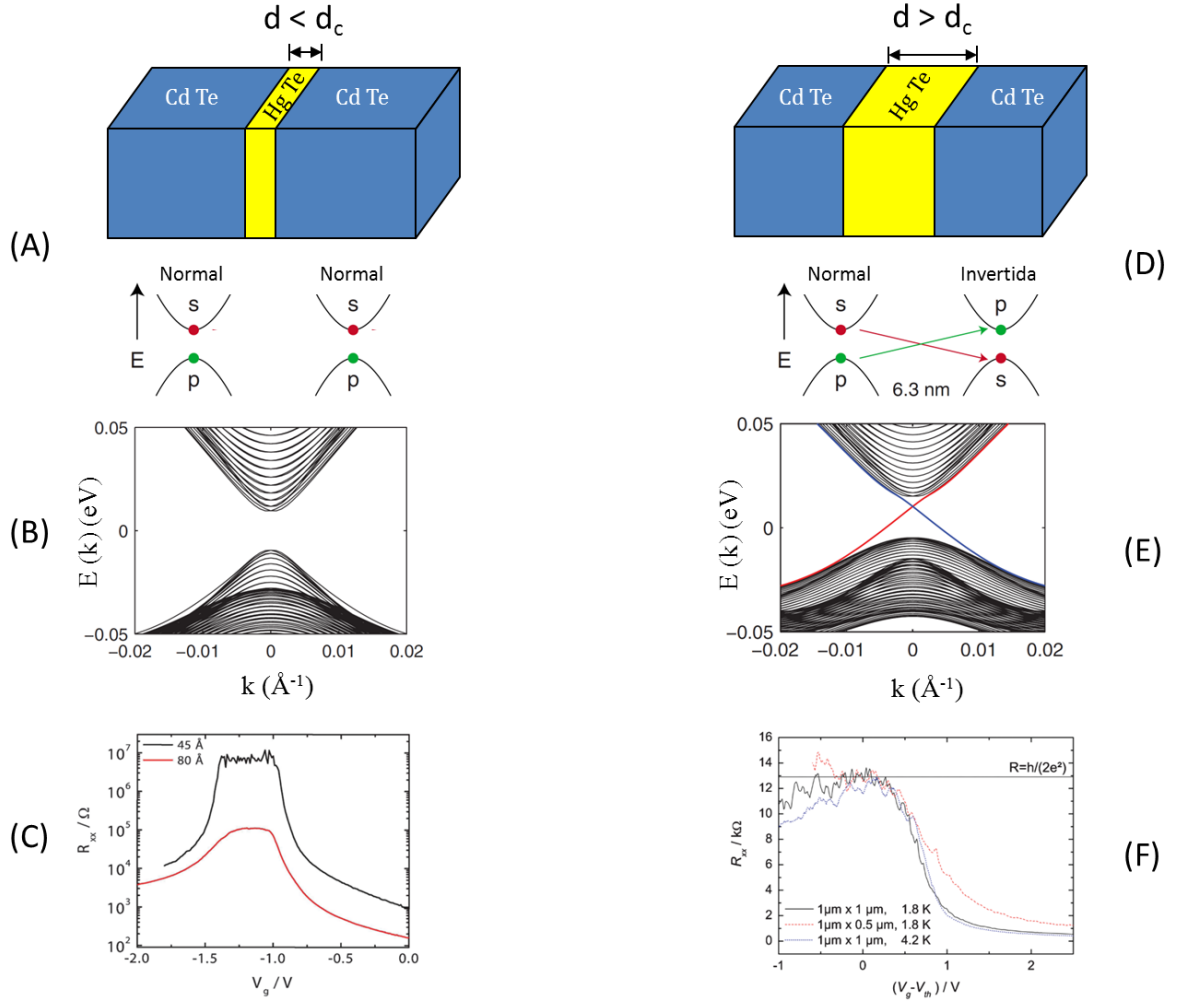 d < dc
Cd Te
Hg Te
Cd Te
(A)
Normal
Normal
s
s
E
p
p
0.05
0
−0.05
E (k) (eV)
(B)
−0.02
−0.01
0
0.01
0.02
k (Å-1)
45 Å
80 Å
10^7
10^6
10^5
10^4
10^3
10^2
R xx / Ω
(C)
-2.0
-1.5
-1.0
-0.5
0.0
V g / V
d > dc
Cd Te
Hg Te
Cd Te
(D)
Normal
Invertida
s
p
E
p
s
6.3 nm
0.05
0
−0.05
E (k) (eV)
(E)
−0.02
−0.01
0
0.01
0.02
k (Å-1)
16
14
12
10
8
6
4
2
0
R=h/(2e²)
Rxx / kΩ
(F)
1µm x 1 µm, 1.8 K
1µm x 0.5 µm, 1.8 K
1µm x 1 µm, 4.2 K
-1
0
1
2
(Vg-Vth) / V